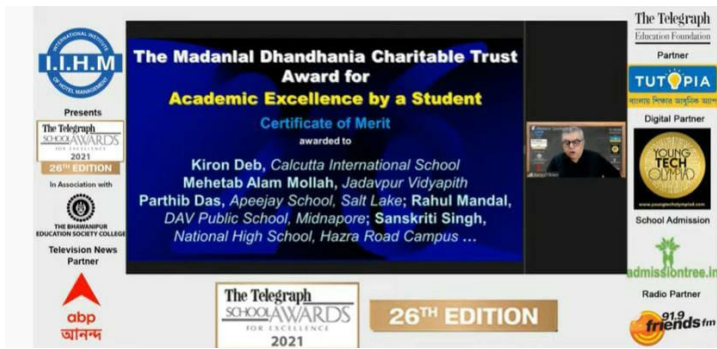 INTERNATIONAL INSTITUTE
I.I.H.M
OF HOTEL MANAGEMENT
Presents
The Telegraph
SCHOOL AWARDS
FOR EXCELLENCE
2021
26TH EDITION
In Association with
THE BHAWANIPUR
EDUCATION SOCIETY COLLEGE
Television News
Partner
abp
আনন্দ
The Madanlal Dhandhania Charitable Trust
Award for
Academic Excellence by a Student
Certificate of Merit
awarded to
Kiron Deb, Calcutta International School
Mehetab Alam Mollah, Jadavpur Vidyapith
Parthib Das, Apeejay School, Salt Lake; Rahul Mandal,
DAV Public School, Midnapore; Sanskriti Singh,
National High School, Hazra Road Campus ...
The Telegraph
SCHOOL AWARDS
FOR EXCELLENCE
2021
26TH EDITION
The Telegraph
Education Foundation
Partner
TUTOPIA
বাংলায় শিক্ষার আধুনিক অ্যাপ
Digital Partner
YOUNG
TECH
OLYMPIAD
www.youngtecholympiad.com
School Admission
admissiontree.in
Radio Partner
91.9
friends fm